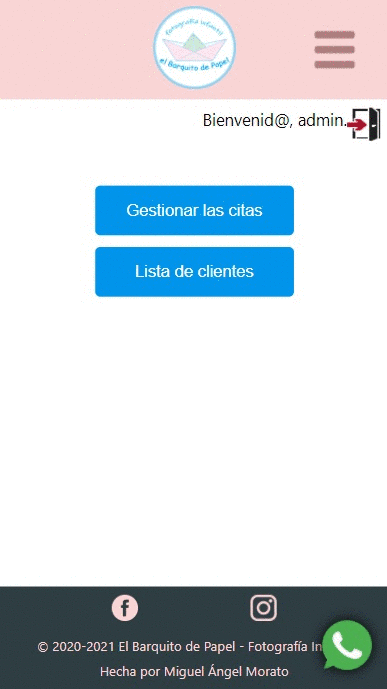 Fotografía infantil
el Barquito de Papel
Bienvenid@, admin.
Gestionar las citas
Lista de clientes
© 2020-2021 El Barquito de Papel - Fotografía In
Hecha por Miguel Ángel Morato